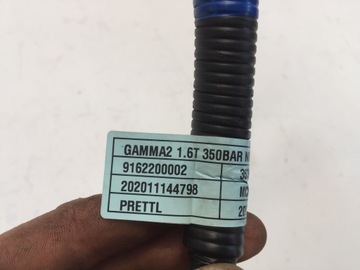 GAMMA2 1.6T 350BAR
9162200002
202011144798
PRETTL